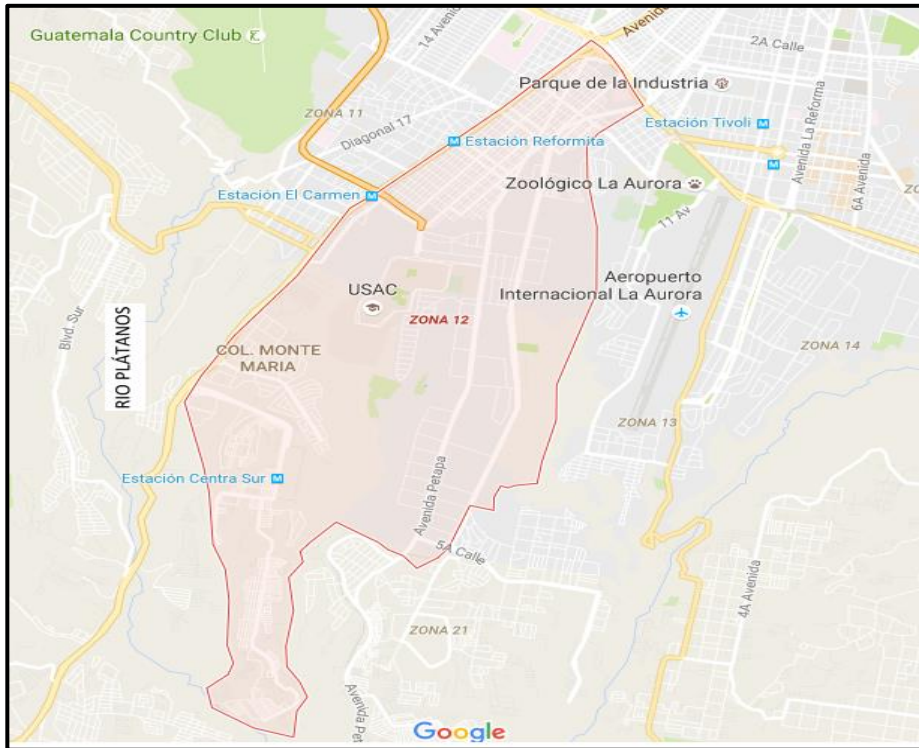 Guatemala Country Club
14 Avenida
Avenida
2A Calle
Parque de la Industria
ZONA 11
Diagonal 17
Estación Reformita
Estación Tivoli
Avenida La Reforma
6A Avenida
Estación El Carmen
Zoológico La Aurora
11 Av
USAC
Aeropuerto
Internacional La Aurora
ZONA 12
Blvd. Sur
RIO PLÁTANOS
COL. MONTE
MARIA
ZONA 14
ZONA 13
Estación Centra Sur
Avenida Petapa
5A Calle
4A Avenida
ZONA 21
Avenida Pet
Google